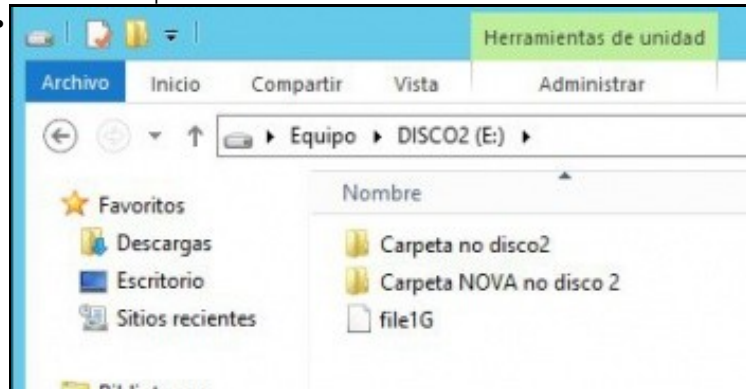 Herramientas de unidad
Archivo Inicio Compartir Vista Administrar
Equipo DISCO2 (E:)
Favoritos
Descargas
Escritorio
Sitios recientes
Nombre
Carpeta no disco2
Carpeta NOVA no disco 2
file1G